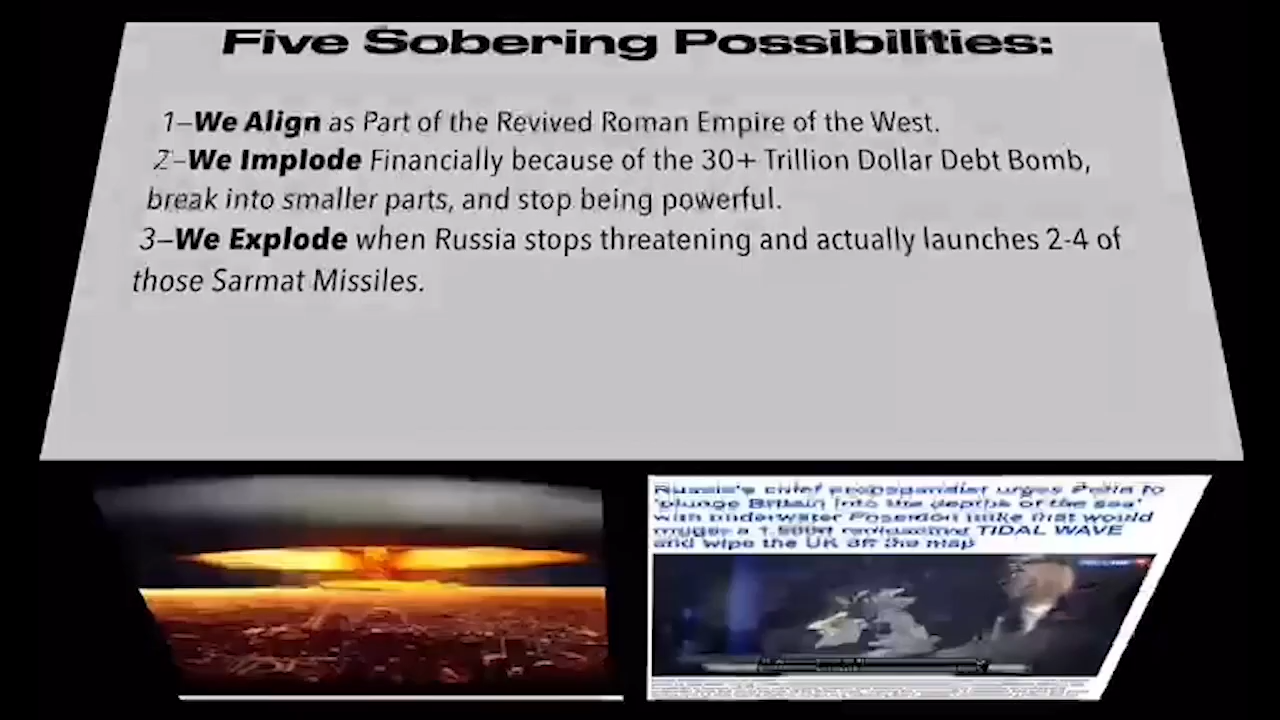 Five Sobering Possibilities:
1–We Align as Part of the Revived Roman Empire of the West.
2–We Implode Financially because of the 30+ Trillion Dollar Debt Bomb,
break into smaller parts, and stop being powerful.
3–We Explode when Russia stops threatening and actually launches 2-4 of
those Sarmat Missiles.
Russia's chief propagandist urges Putin to
'plunge Britain into the depths of the sea'
with underwater Poseidon nuke that would
trigger a radioactive TIDAL WAVE
and wipe the UK off the map